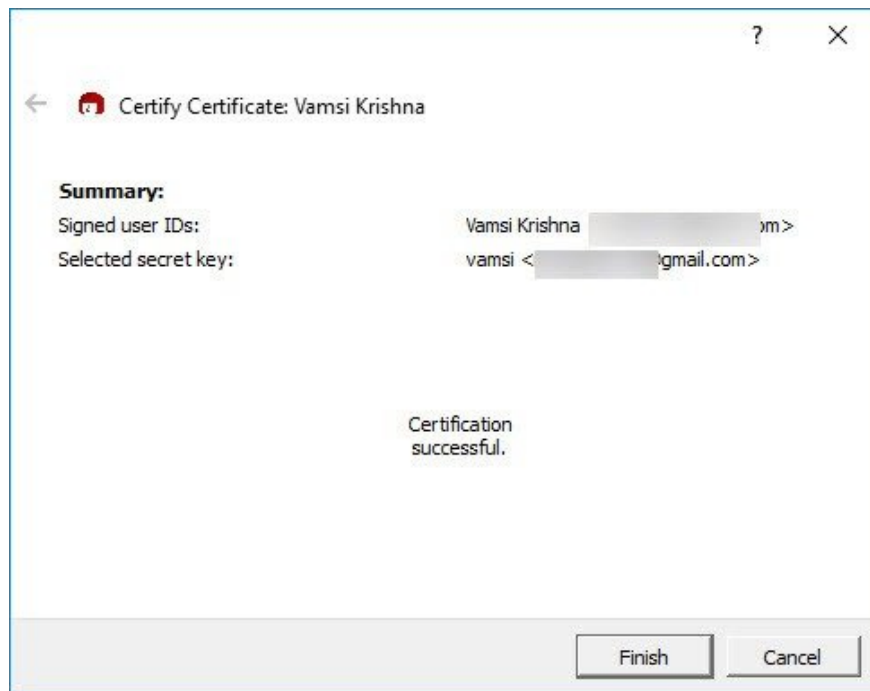 ?
Certify Certificate: Vamsi Krishna
Summary:
Signed user IDs: Vamsi Krishna om>
Selected secret key: vamsi < @gmail.com>
Certification
successful.
Finish Cancel